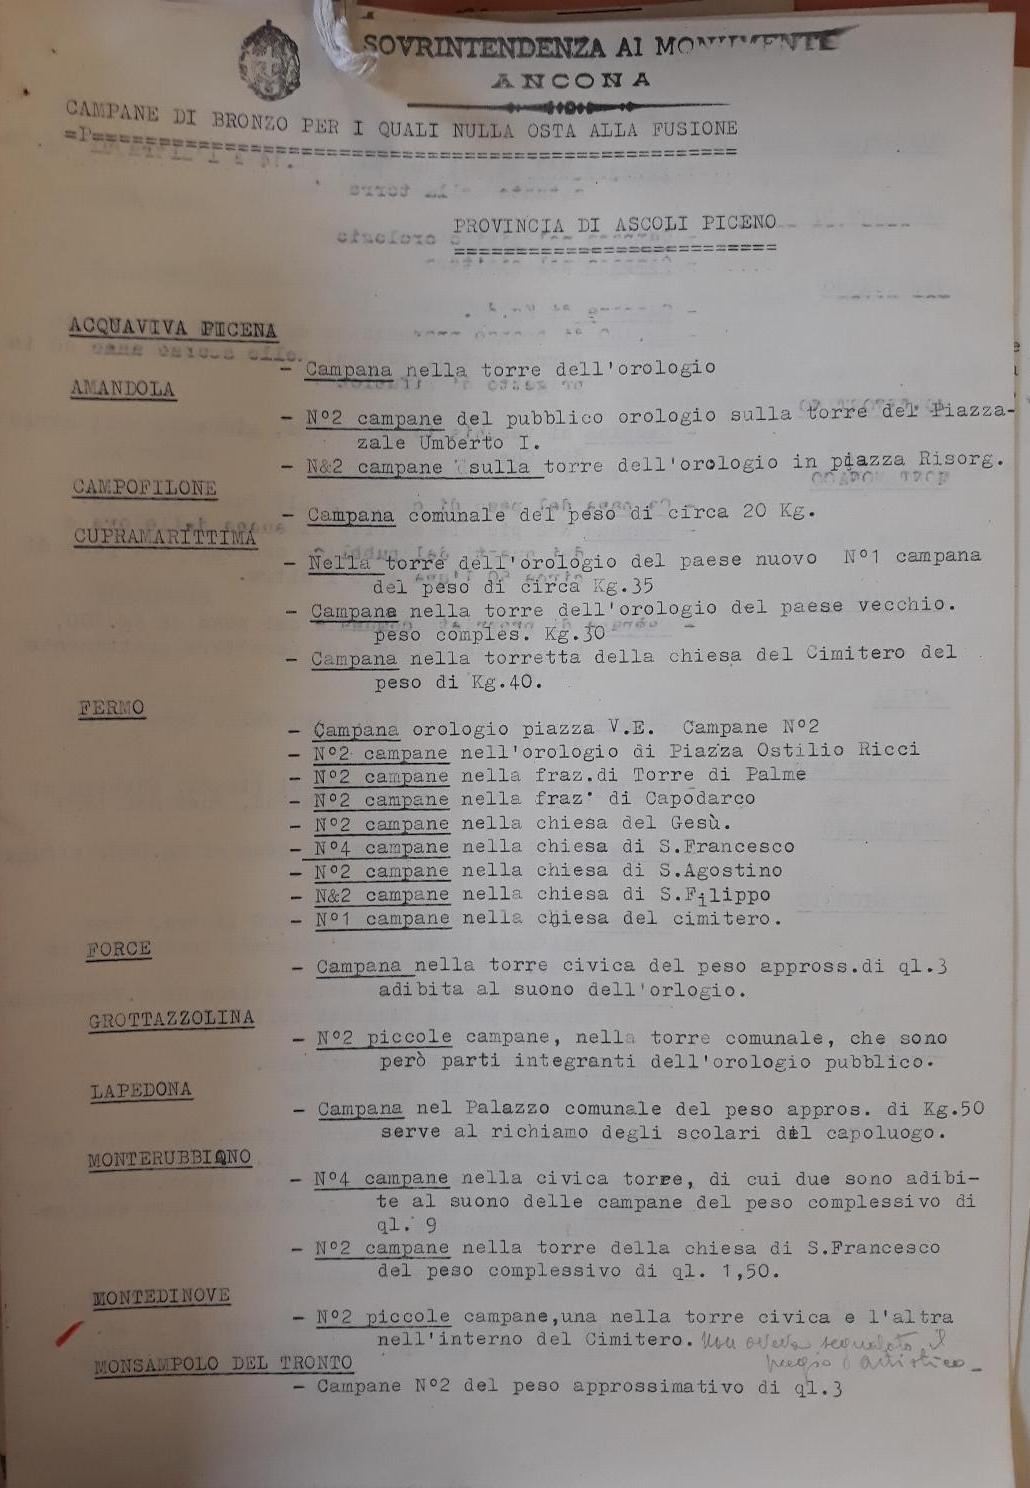 SOVRINTENDENZA AI MONUMENTI
ANCONA
CAMPANE DI BRONZO PER I QUALI NULLA OSTA ALLA FUSIONE
=P==================================================
PROVINCIA DI ASCOLI PICENO
==========================
ACQUAVIVA PICENA
- Campana nella torre dell'orologio
AMANDOLA
- N°2 campane del pubblico orologio sulla torre del Piazza-
zale Umberto I.
- N&2 campane sulla torre dell'orologio in piazza Risorg.
CAMPOFILONE
- Campana comunale del peso di circa 20 Kg.
CUPRAMARITTIMA
- Nella torre dell'orologio del paese nuovo N°1 campana
del peso di circa Kg.35
- Campana nella torre dell'orologio del paese vecchio.
peso comples. Kg.30
- Campana nella torretta della chiesa del Cimitero del
peso di Kg.40.
FERMO
- Campana orologio piazza V.E. Campane N°2
- N°2 campane nell'orologio di Piazza Ostilio Ricci
- N°2 campane nella fraz.di Torre di Palme
- N°2 campane nella fraz° di Capodarco
- N°2 campane nella chiesa del Gesù.
- N°4 campane nella chiesa di S.Francesco
- N°2 campane nella chiesa di S.Agostino
- N&2 campane nella chiesa di S.Filippo
- N°1 campane nella chiesa del cimitero.
FORCE
- Campana nella torre civica del peso appross.di ql.3
adibita al suono dell'orlogio.
GROTTAZZOLINA
- N°2 piccole campane, nella torre comunale, che sono
però parti integranti dell'orologio pubblico.
LAPEDONA
- Campana nel Palazzo comunale del peso appros. di Kg.50
serve al richiamo degli scolari del capoluogo.
MONTERUBBIANO
- N°4 campane nella civica torre, di cui due sono adibi-
te al suono delle campane del peso complessivo di
ql. 9
- N°2 campane nella torre della chiesa di S.Francesco
del peso complessivo di ql. 1,50.
MONTEDINOVE
- N°2 piccole campane,una nella torre civica e l'altra
nell'interno del Cimitero. Non segnalato il
pregio artistico -
MONSAMPOLO DEL TRONTO
- Campane N°2 del peso approssimativo di ql.3